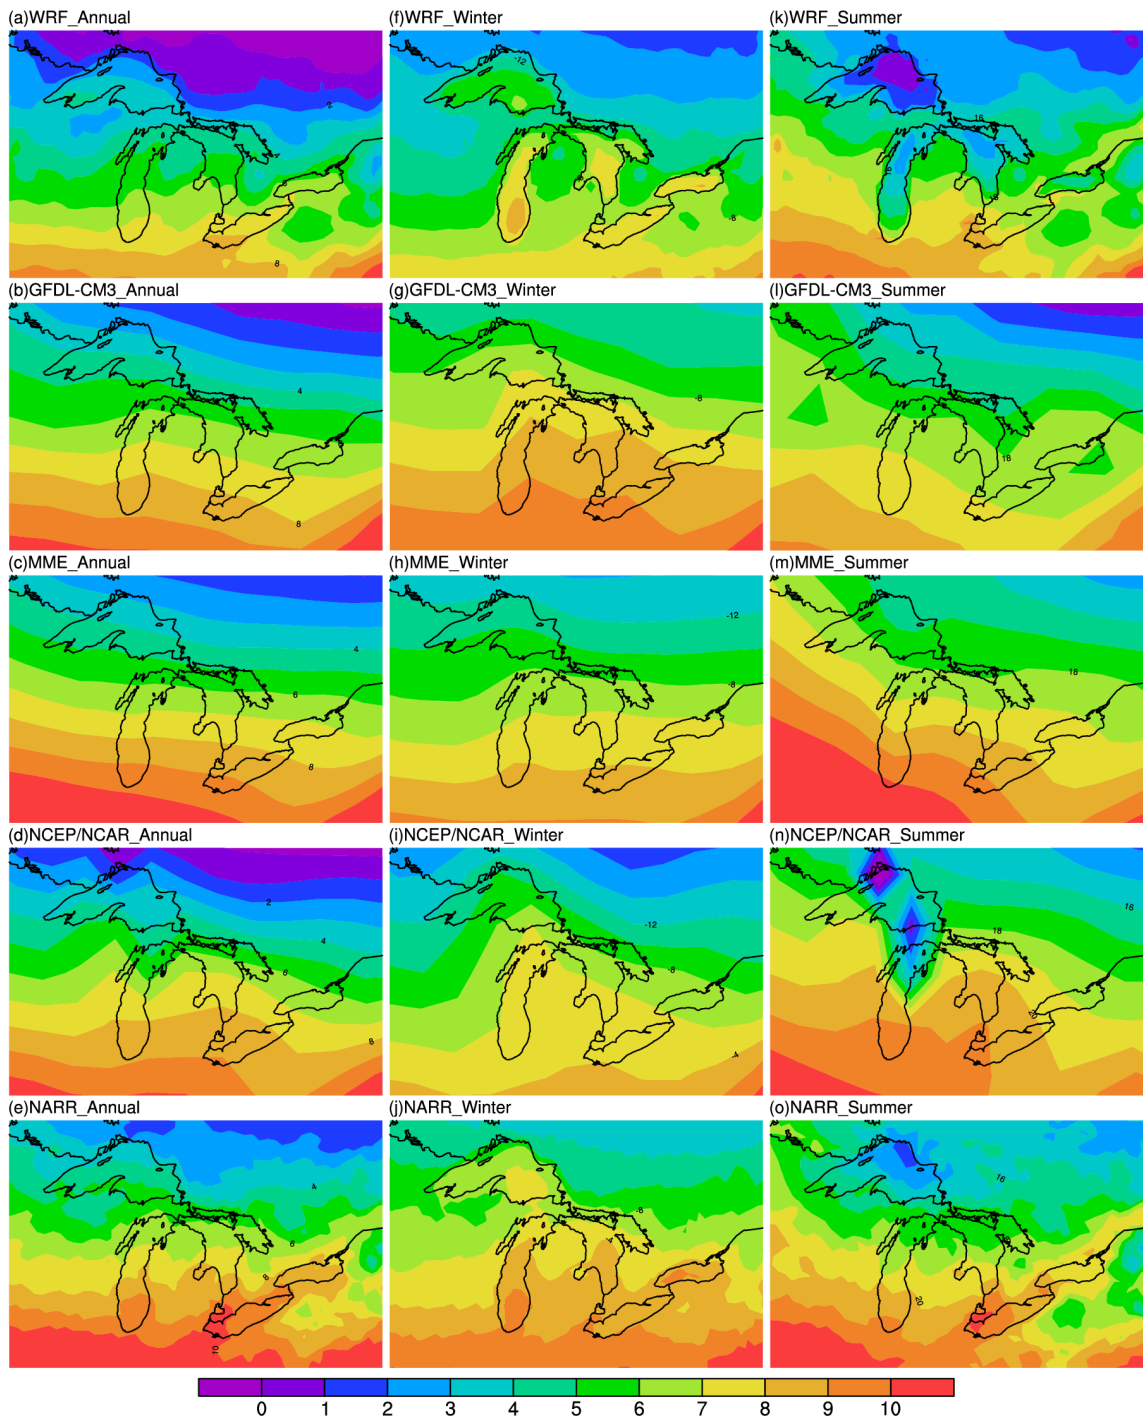 (a)WRF_Annual
(f)WRF_Winter
(k)WRF_Summer
-12
2
18
4
16
18
-8
8
(b)GFDL-CM3_Annual
(g)GFDL-CM3_Winter
(l)GFDL-CM3_Summer
4
-8
18
8
(c)MME_Annual
(h)MME_Winter
(m)MME_Summer
-12
4
18
-8
6
8
(d)NCEP/NCAR_Annual
(i)NCEP/NCAR_Winter
(n)NCEP/NCAR_Summer
2
16
-12
18
4
-8
6
20
8
-4
(e)NARR_Annual
(j)NARR_Winter
(o)NARR_Summer
16
4
-8
6
-4
8
20
10
0 1 2 3 4 5 6 7 8 9 10